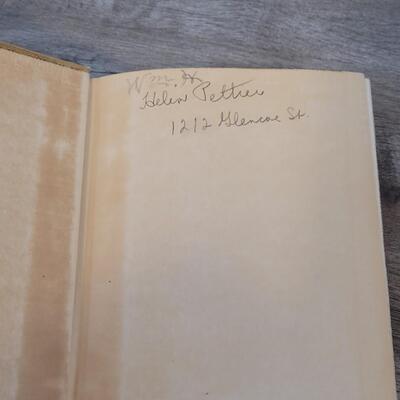 Wm. H
Helen Pettier
1212 Glencoe St.